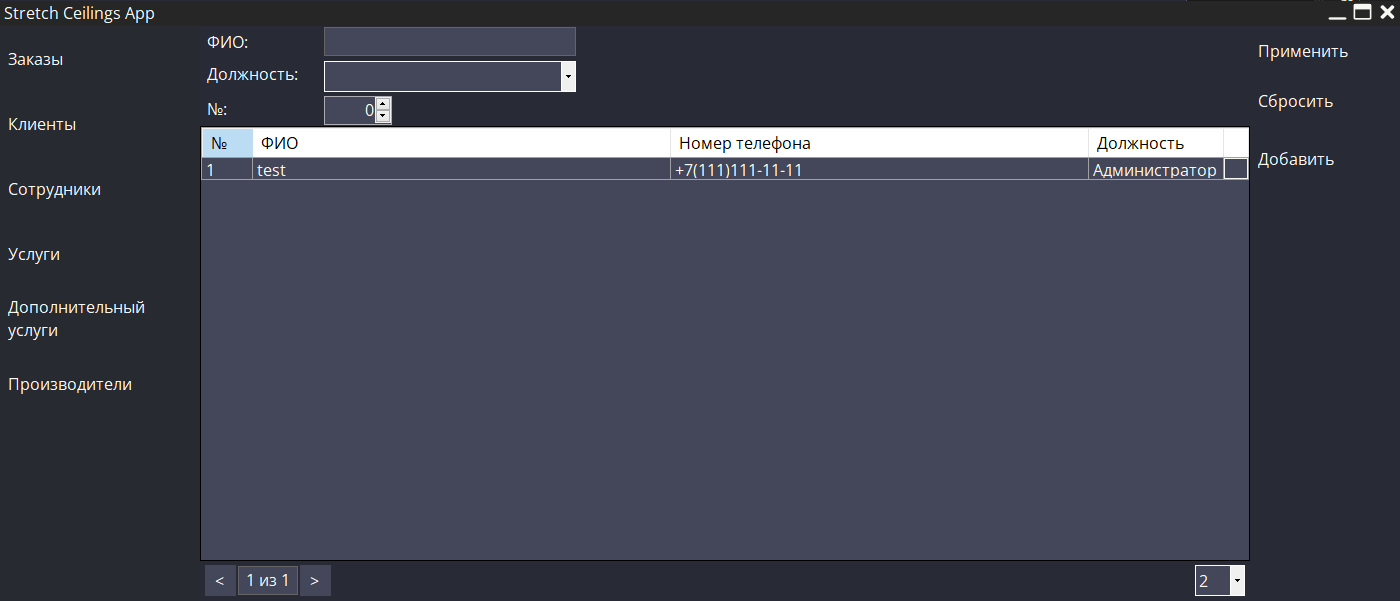 Stretch Ceilings App
Заказы
Клиенты
Сотрудники
Услуги
Дополнительный
услуги
Производители
ФИО:
Должность:
№:
0
№ ФИО Номер телефона Должность
1 test +7(111)111-11-11 Администратор
< 1 из 1 >
2
Применить
Сбросить
Добавить